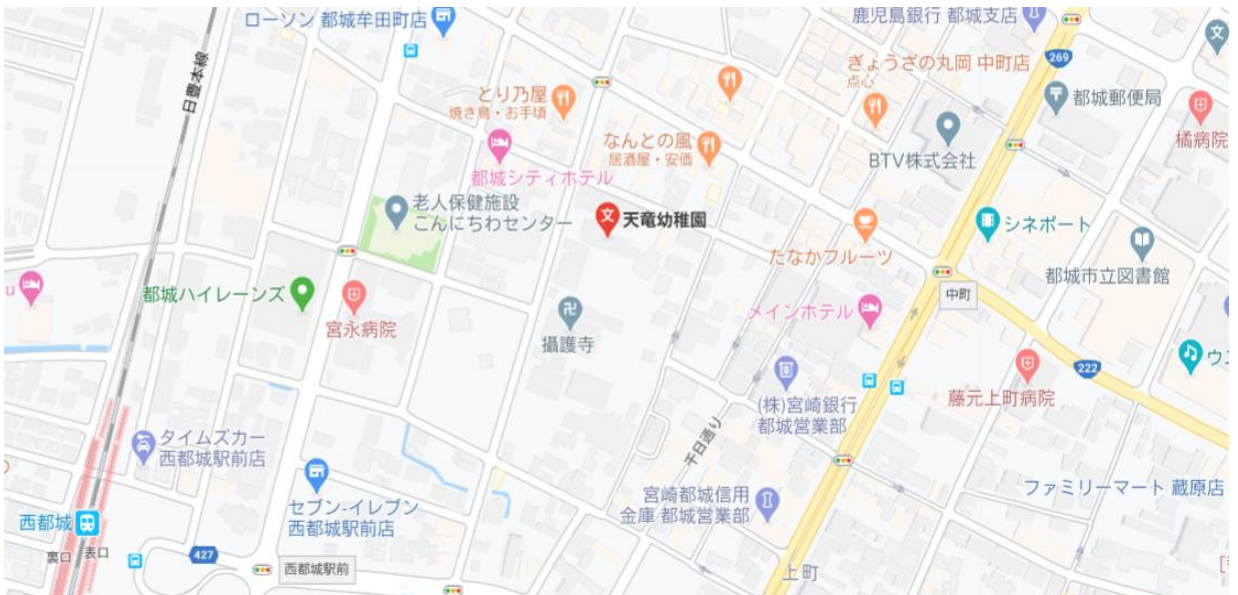 ローソン 都城牟田町店
鹿児島銀行 都城支店
文
269
ぎょうざの丸岡 中町店
点心
日豊本線
とり乃屋
焼き鳥・お手頃
都城郵便局
なんとの風
居酒屋・安価
BTV株式会社
橘病院
都城シティホテル
老人保健施設
こんにちわセンター
文
天竜幼稚園
シネポート
たなかフルーツ
都城市立図書館
u
都城ハイレーンズ
中町
宮永病院
メインホテル
卍
攝護寺
222
ウ
藤元上町病院
(株)宮崎銀行
都城営業部
タイムズカー
西都城駅前店
千日通り
セブン-イレブン
西都城駅前店
宮崎都城信用
金庫 都城営業部
ファミリーマート 蔵原店
西都城
裏口
表口
427
西都城駅前
上町